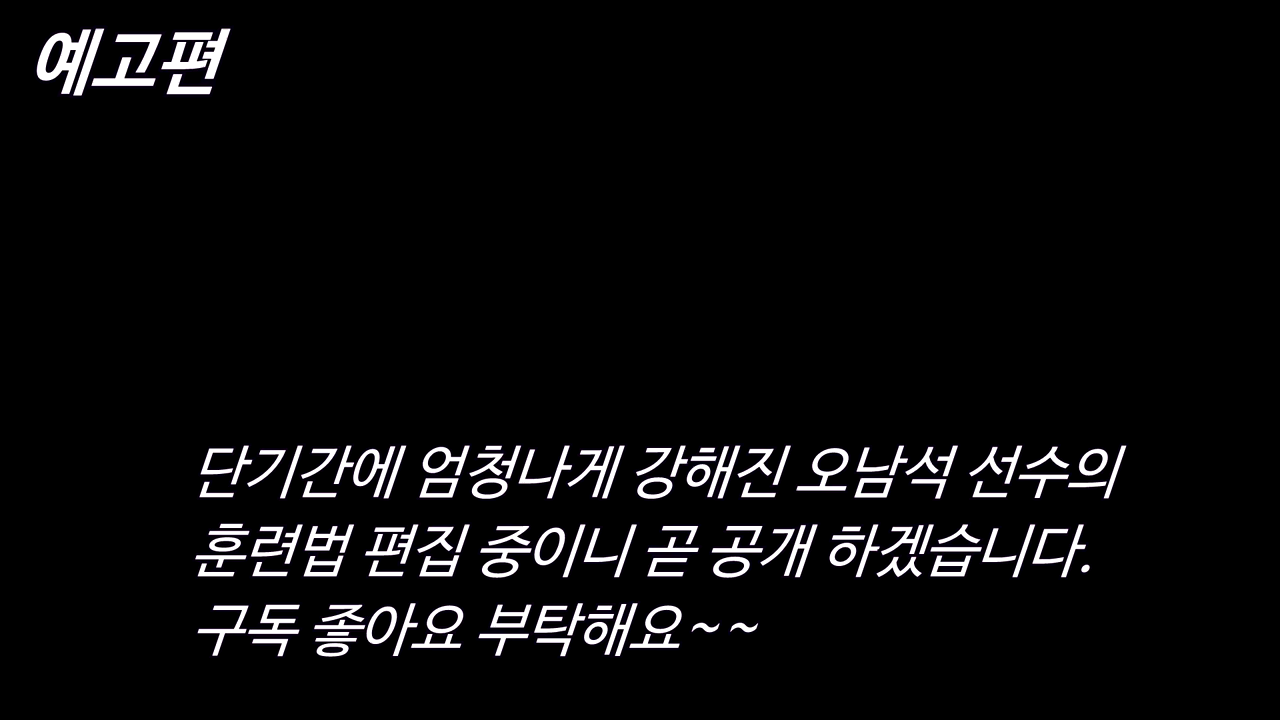 예고편
단기간에 엄청나게 강해진 오남석 선수의
훈련법 편집 중이니 곧 공개 하겠습니다.
구독 좋아요 부탁해요~~